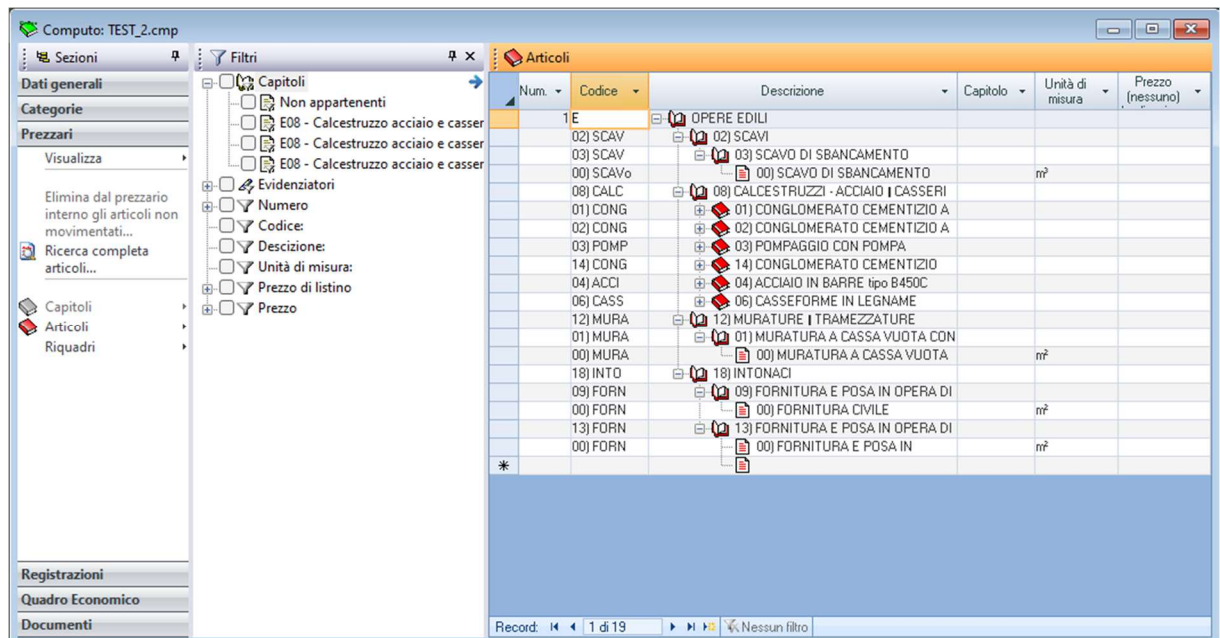 Computo: TEST_2.cmp
Sezioni
Dati generali
Categorie
Prezzari
Visualizza
Elimina dal prezzario
interno gli articoli non
movimentati...
Ricerca completa
articoli...
Capitoli
Articoli
Riquadri
Registrazioni
Quadro Economico
Documenti
Filtri
Capitoli
Non appartenenti
E08 - Calcestruzzo acciaio e casser
E08 - Calcestruzzo acciaio e casser
E08 - Calcestruzzo acciaio e casser
Evidenziatori
Numero
Codice:
Descizione:
Unità di misura:
Prezzo di listino
Prezzo
Articoli
Num. Codice Descrizione Capitolo Unità di misura Prezzo (nessuno)
1 E OPERE EDILI
02) SCAV 02) SCAVI
03) SCAV 03) SCAVO DI SBANCAMENTO
00) SCAVo 00) SCAVO DI SBANCAMENTO m²
08) CALC 08) CALCESTRUZZI - ACCIAIO | CASSERI
01) CONG 01) CONGLOMERATO CEMENTIZIO A
02) CONG 02) CONGLOMERATO CEMENTIZIO A
03) POMP 03) POMPAGGIO CON POMPA
14) CONG 14) CONGLOMERATO CEMENTIZIO
04) ACCI 04) ACCIAIO IN BARRE tipo B450C
06) CASS 06) CASSEFORME IN LEGNAME
12) MURA 12) MURATURE | TRAMEZZATURE
01) MURA 01) MURATURA A CASSA VUOTA CON
00) MURA 00) MURATURA A CASSA VUOTA m²
18) INTO 18) INTONACI
09) FORN 09) FORNITURA E POSA IN OPERA DI
00) FORN 00) FORNITURA CIVILE m²
13) FORN 13) FORNITURA E POSA IN OPERA DI
00) FORN 00) FORNITURA E POSA IN m²
Record: 1 di 19 Nessun filtro